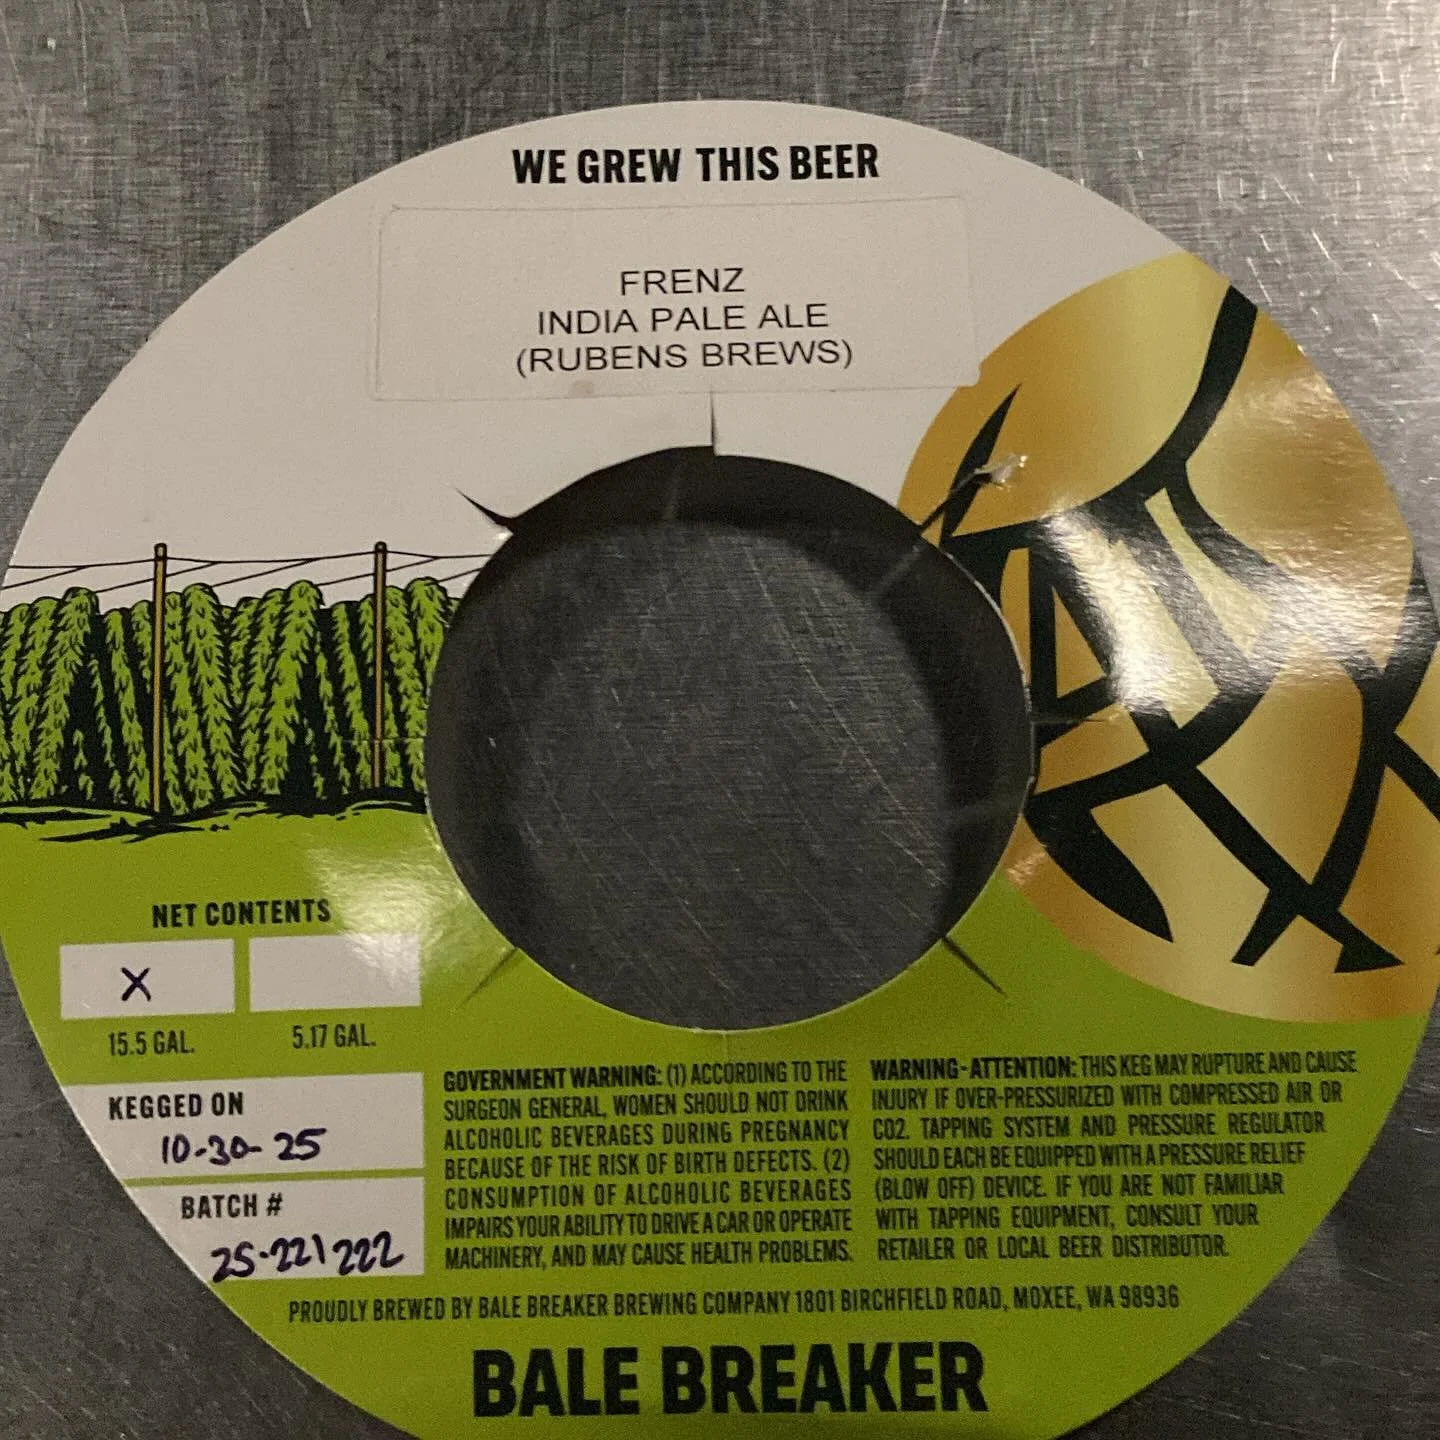 WE GREW THIS BEER
FRENZ
INDIA PALE ALE
(RUBENS BREWS)
NET CONTENTS
X
15.5 GAL.
5.17 GAL.
KEGGED ON
10-30-25
BATCH #
25-221222
GOVERNMENT WARNING: (1) ACCORDING TO THE
SURGEON GENERAL, WOMEN SHOULD NOT DRINK
ALCOHOLIC BEVERAGES DURING PREGNANCY
BECAUSE OF THE RISK OF BIRTH DEFECTS. (2)
CONSUMPTION OF ALCOHOLIC BEVERAGES
IMPAIRS YOUR ABILITY TO DRIVE A CAR OR OPERATE
MACHINERY, AND MAY CAUSE HEALTH PROBLEMS.
WARNING-ATTENTION: THIS KEG MAY RUPTURE AND CAUSE
INJURY IF OVER-PRESSURIZED WITH COMPRESSED AIR OR
CO2. TAPPING SYSTEM AND PRESSURE REGULATOR
SHOULD EACH BE EQUIPPED WITH A PRESSURE RELIEF
(BLOW OFF) DEVICE. IF YOU ARE NOT FAMILIAR
WITH TAPPING EQUIPMENT, CONSULT YOUR
RETAILER OR LOCAL BEER DISTRIBUTOR.
PROUDLY BREWED BY BALE BREAKER BREWING COMPANY 1801 BIRCHFIELD ROAD, MOXEE, WA 98936
BALE BREAKER